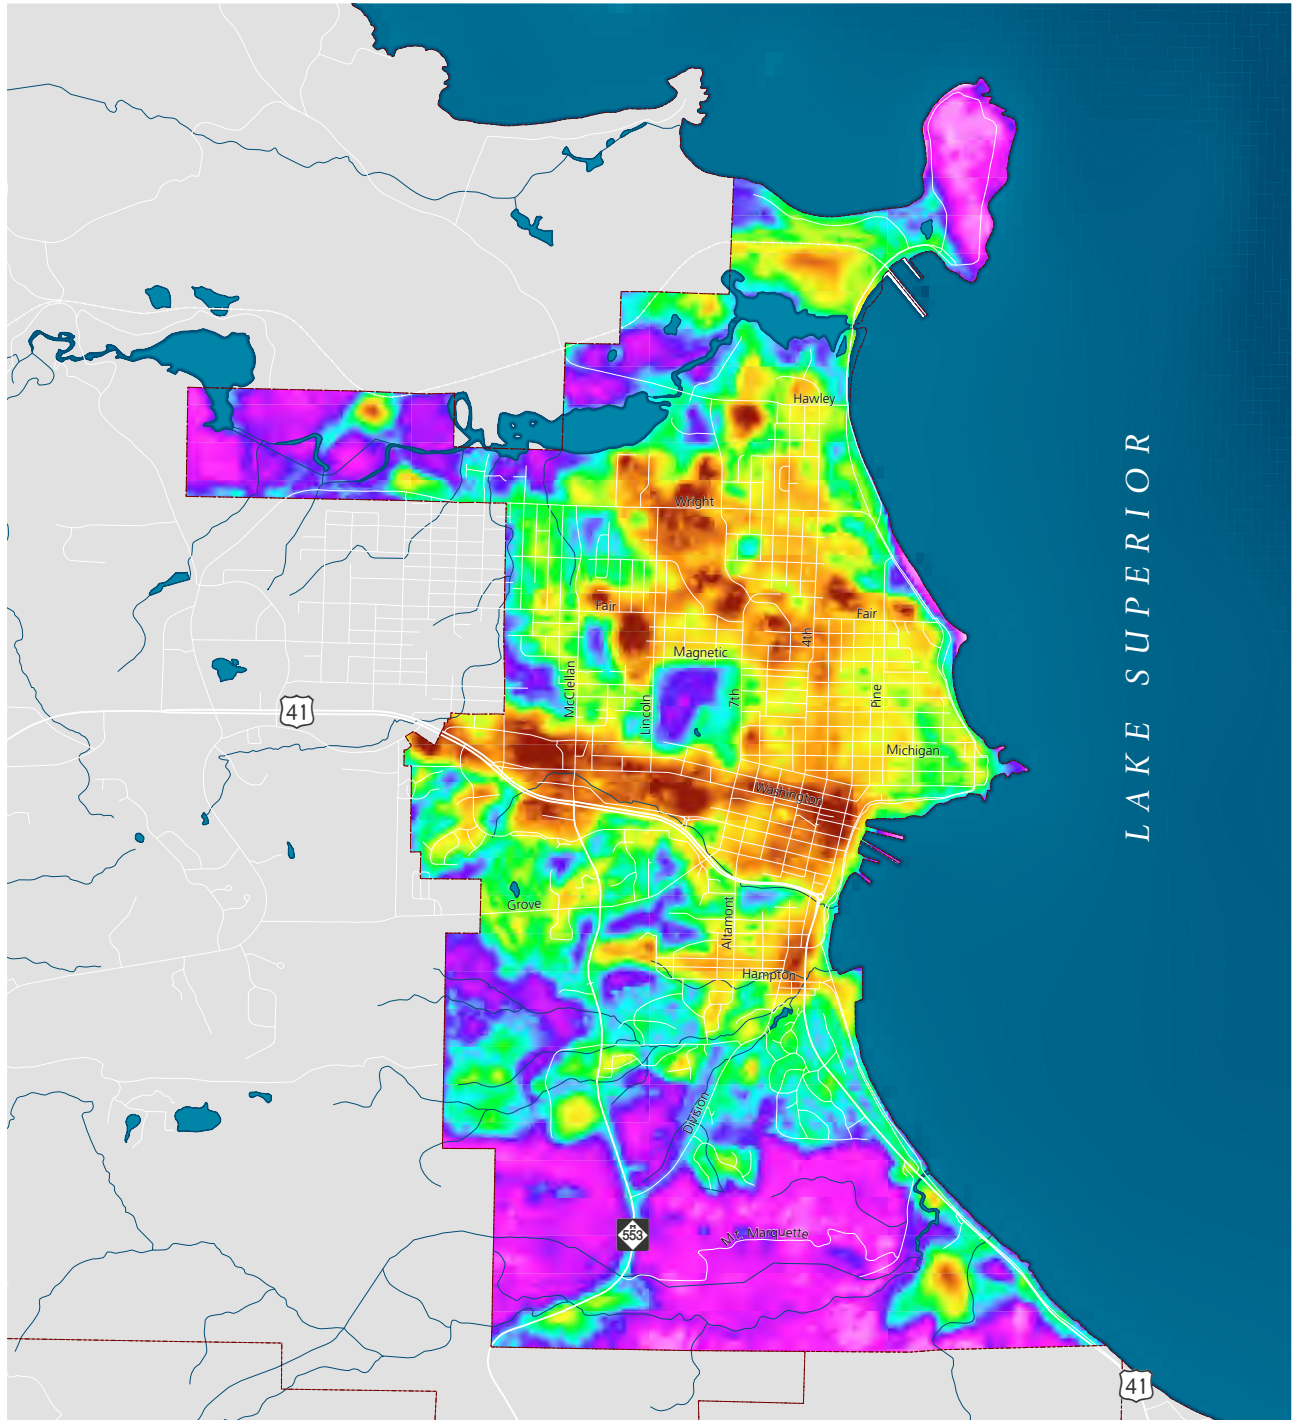 Hawley
Wright
Fair
Fair
4th
Magnetic
McClellan
Lincoln
7th
Pine
41
Michigan
Washington
LAKE SUPERIOR
Grove
Altamont
Hampton
Division
M
553
Mt. Marquette
41